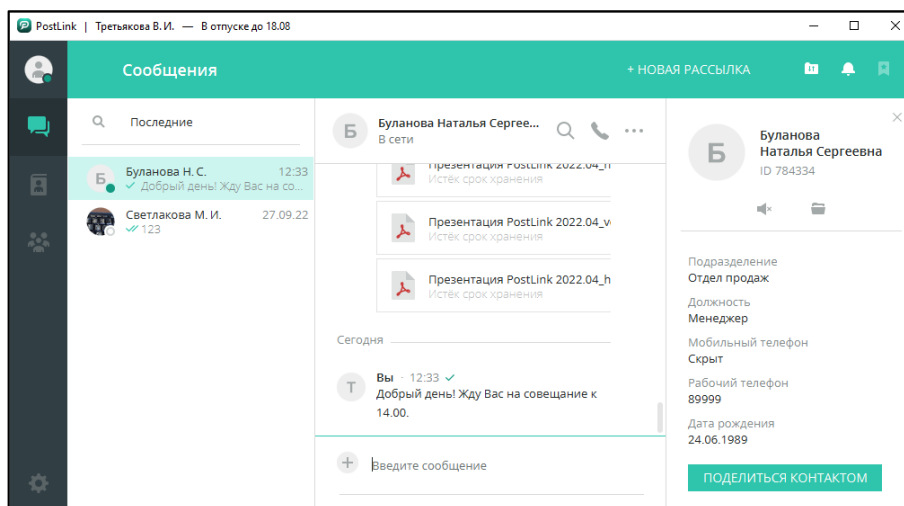 PostLink | Третьякова В.И. — В отпуске до 18.08
Сообщения
+ НОВАЯ РАССЫЛКА
Последние
Буланова Н. С. 12:33
Добрый день! Жду Вас на со...
Светлакова М. И. 27.09.22
123
Б
Буланова Наталья Сергее...
В сети
Презентация PostLink 2022.04_h
Истёк срок хранения
Презентация PostLink 2022.04_v
Истёк срок хранения
Презентация PostLink 2022.04_h
Истёк срок хранения
Сегодня
Т
Вы · 12:33
Добрый день! Жду Вас на совещание к
14.00.
Введите сообщение
Б
Буланова
Наталья Сергеевна
ID 784334
Подразделение
Отдел продаж
Должность
Менеджер
Мобильный телефон
Скрыт
Рабочий телефон
89999
Дата рождения
24.06.1989
ПОДЕЛИТЬСЯ КОНТАКТОМ